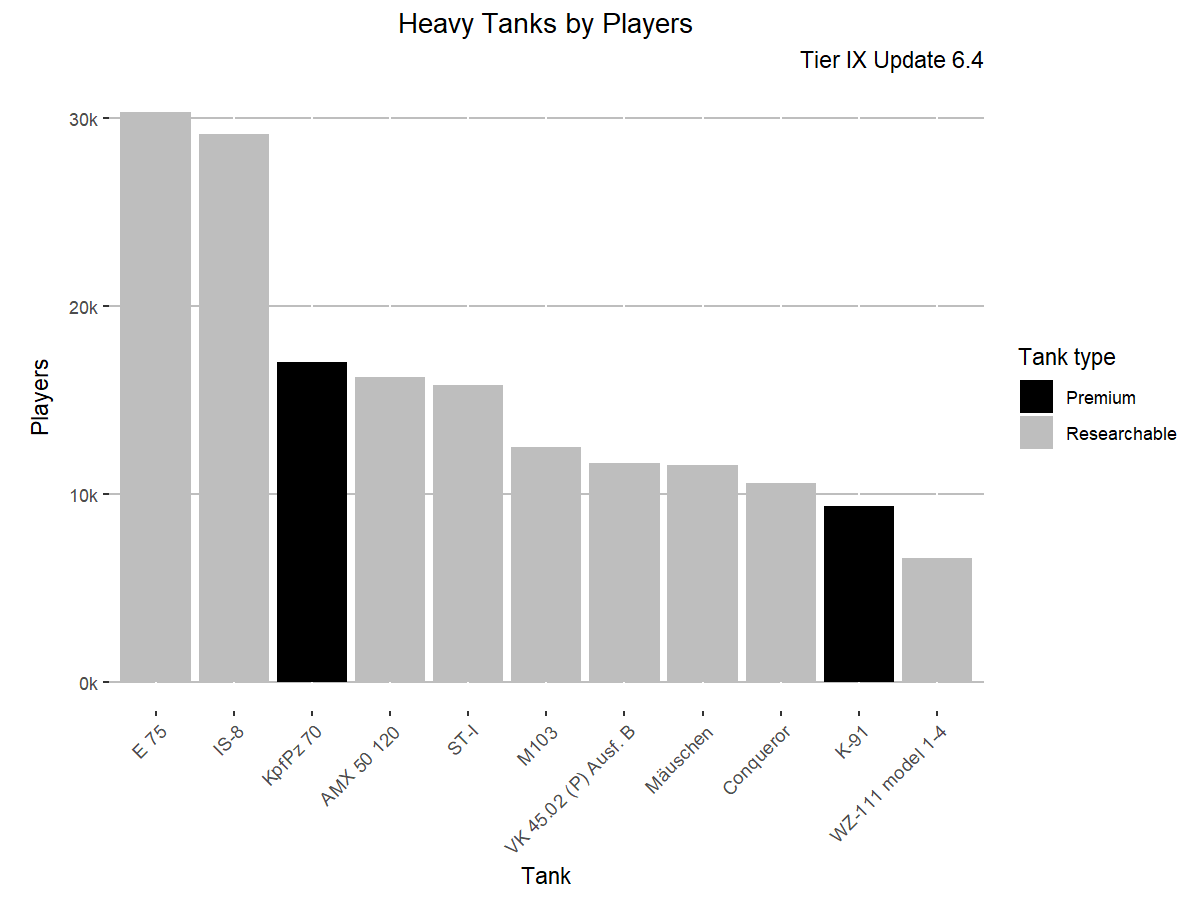 Heavy Tanks by Players
Tier IX Update 6.4
Players
30k
20k
10k
0k
E 75
IS-8
KpfPz 70
AMX 50 120
ST-I
M103
VK 45.02 (P) Ausf. B
Mäuschen
Conqueror
K-91
WZ-111 model 1-4
Tank
Tank type
Premium
Researchable